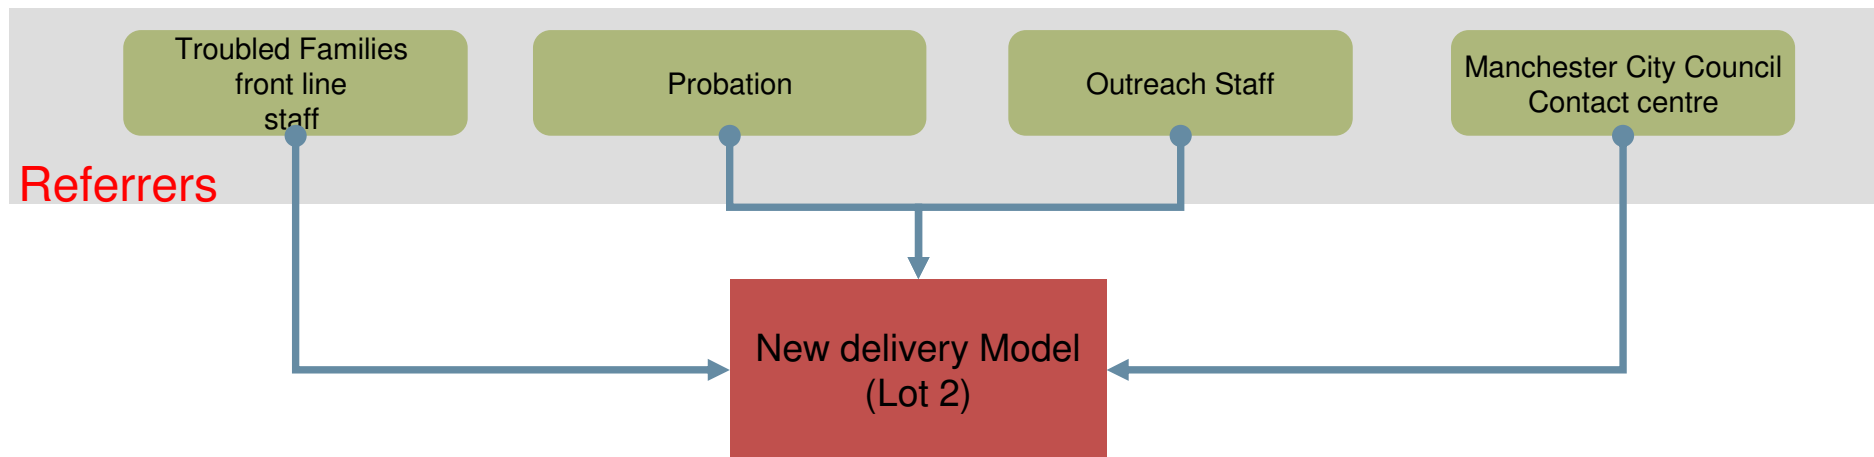 Troubled Families
front line
staff
Probation
Outreach Staff
Manchester City Council
Contact centre
Referrers
New delivery Model
(Lot 2)